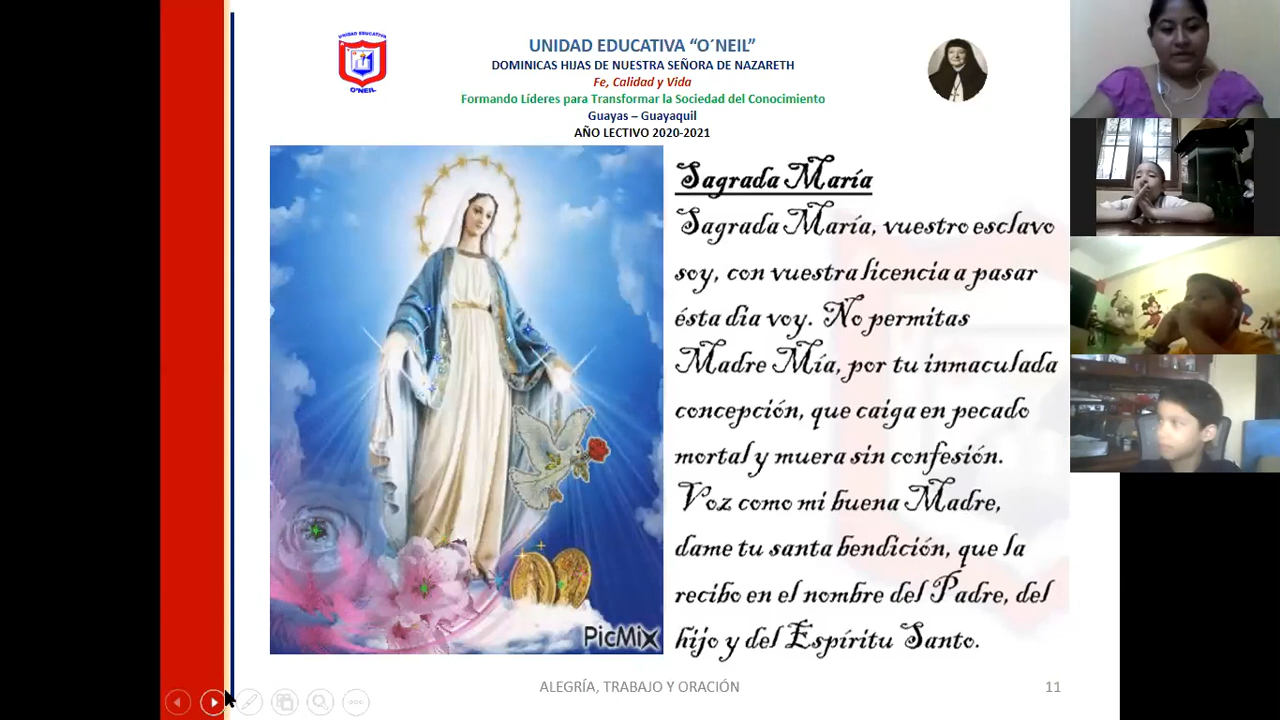 UNIDAD EDUCATIVA
O'NEIL
UNIDAD EDUCATIVA “O´NEIL”
DOMINICAS HIJAS DE NUESTRA SEÑORA DE NAZARETH
Fe, Calidad y Vida
Formando Líderes para Transformar la Sociedad del Conocimiento
Guayas – Guayaquil
AÑO LECTIVO 2020-2021
Sagrada María
Sagrada María, vuestro esclavo
soy, con vuestra licencia a pasar
ésta dia voy. No permitas
Madre Mía, por tu inmaculada
concepción, que caiga en pecado
mortal y muera sin confesión.
Voz como mi buena Madre,
dame tu santa bendición, que la
recibo en el nombre del Padre, del
hijo y del Espíritu Santo.
PicMix
ALEGRÍA, TRABAJO Y ORACIÓN
11